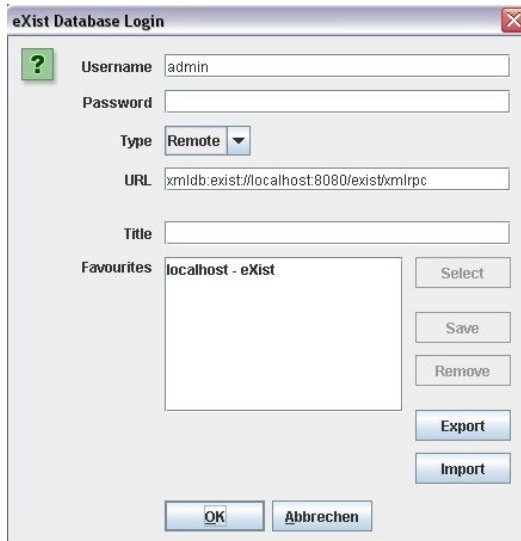 eXist Database Login
?
Username admin
Password
Type Remote
URL xmldb:exist://localhost:8080/exist/xmlrpc
Title
Favourites localhost - eXist
Select
Save
Remove
Export
Import
OK Abbrechen